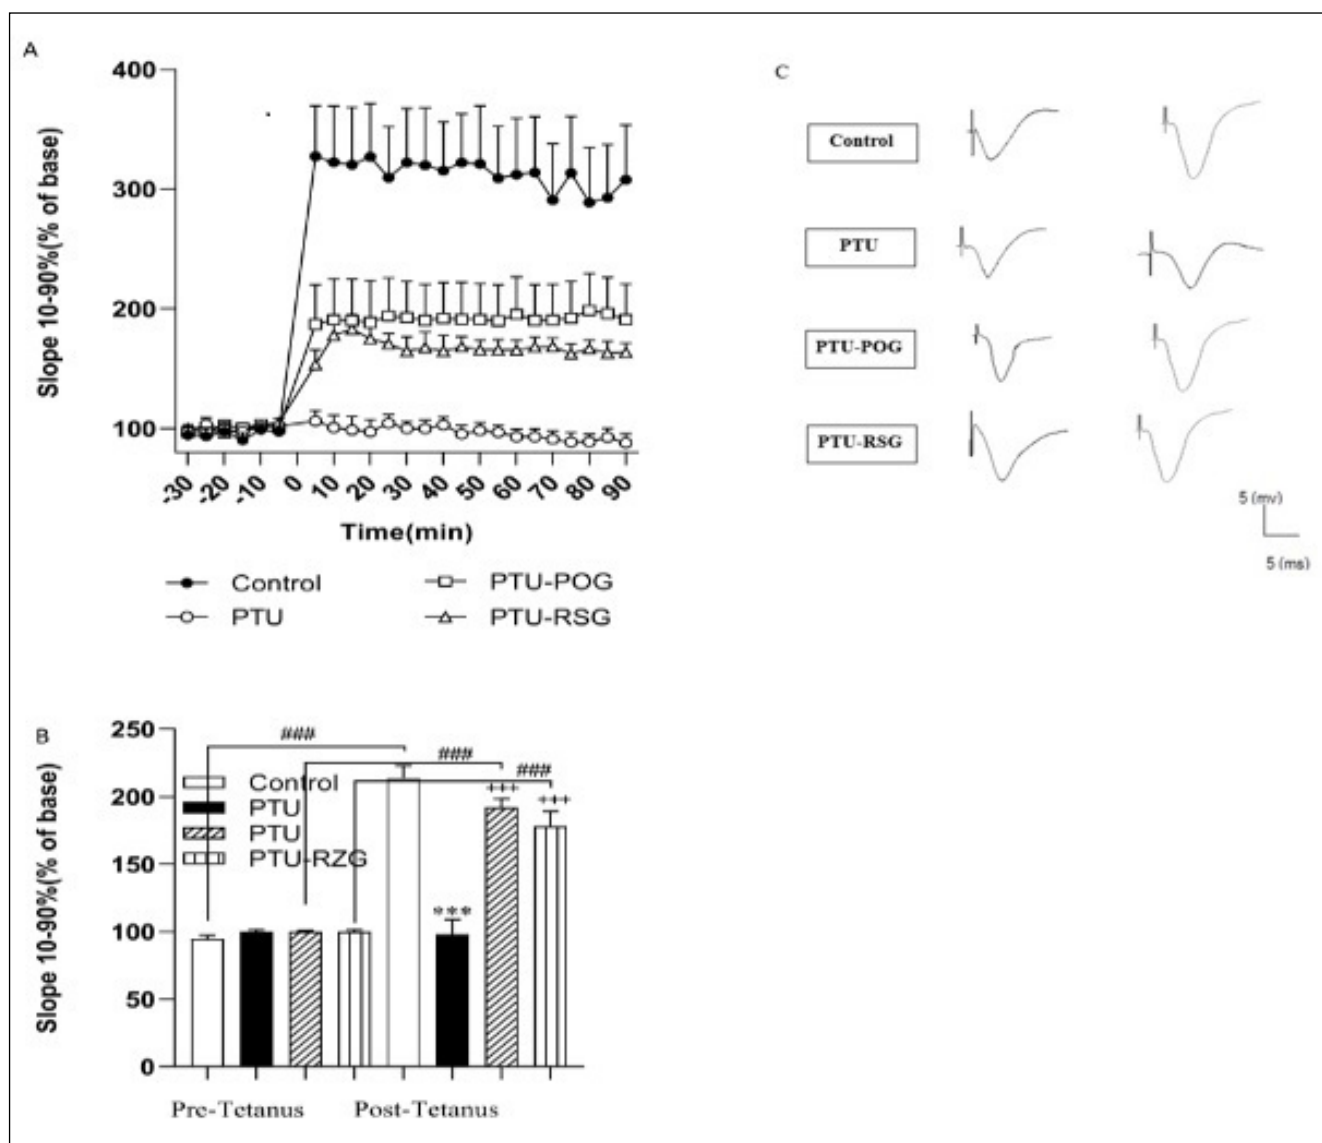 A
400
300
200
100
Slope 10-90%(% of base)
-30 -20 -10 0 10 20 30 40 50 60 70 80 90
Time(min)
Control
PTU
PTU-POG
PTU-RSG
C
Control
PTU
PTU-POG
PTU-RSG
5 (mv)
5 (ms)
B
250
200
150
100
50
0
Slope 10-90%(% of base)
###
###
###
Control
PTU
PTU
PTU-RZG
***
+++
+++
Pre-Tetanus Post-Tetanus